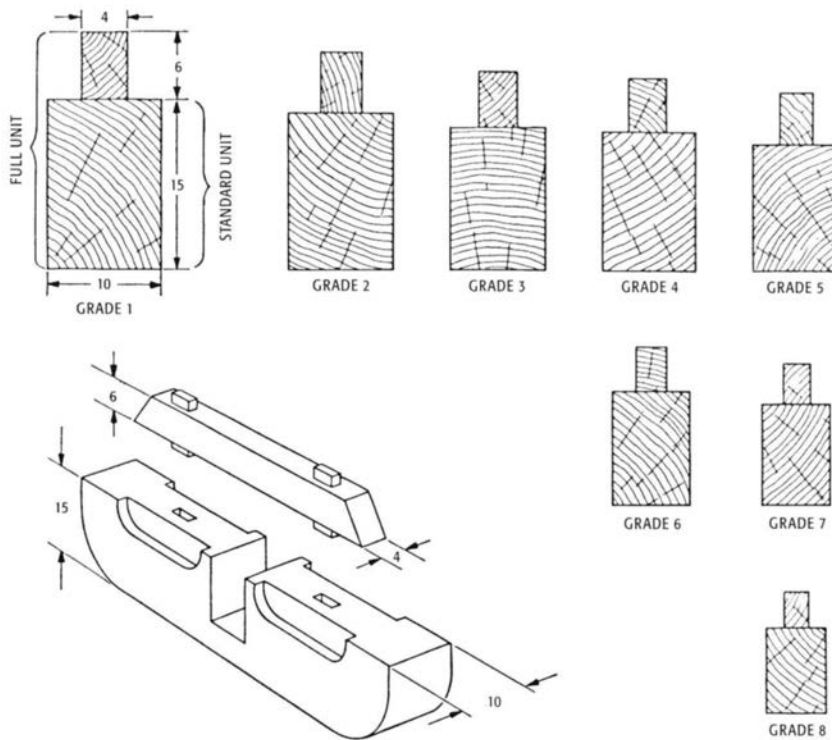 4
6
FULL UNIT
15
STANDARD UNIT
10
GRADE 1
GRADE 2
GRADE 3
GRADE 4
GRADE 5
6
15
4
10
GRADE 6
GRADE 7
GRADE 8